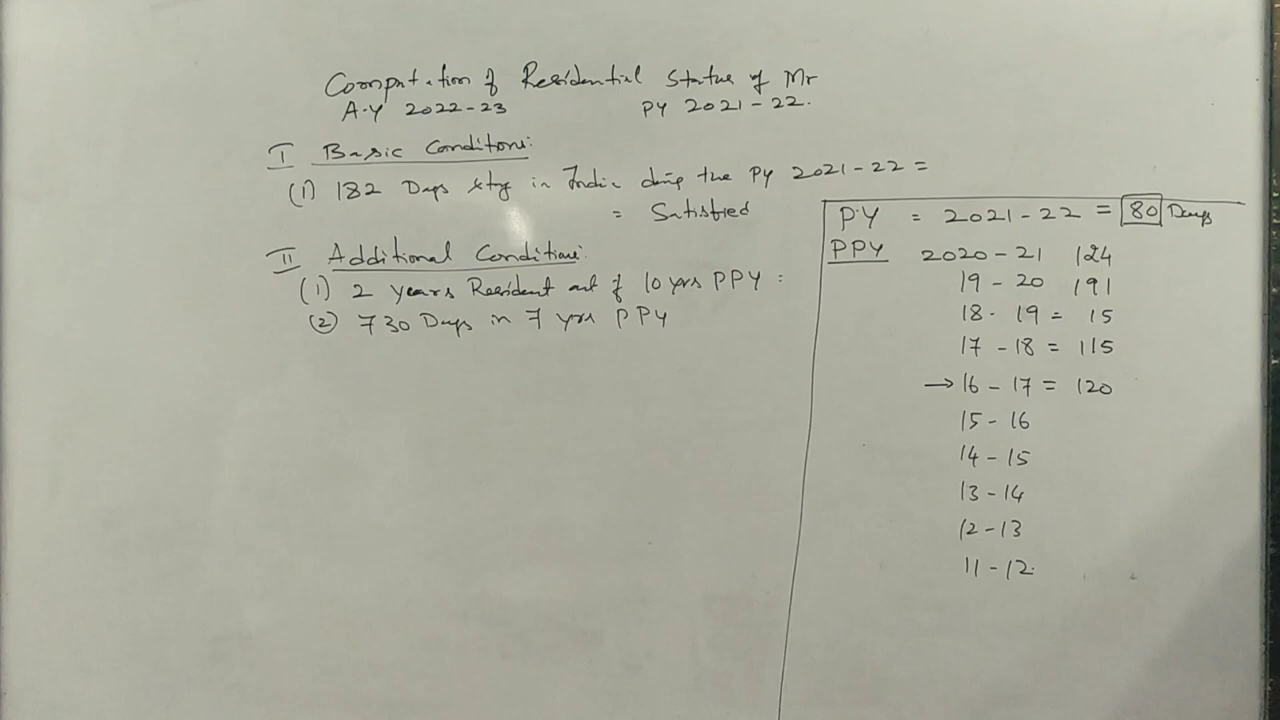 Computation of Residential Status of Mr
A.Y 2022-23 PY 2021-22.
I Basic Conditions:
(1) 182 Days stay in India during the PY 2021-22 =
= Satisfied
II Additional Conditions:
(1) 2 years Resident out of 10 yrs PPY :
(2) 730 Days in 7 yrs PPY
P.Y = 2021-22 = 80 Days
PPY 2020-21 124
19-20 191
18-19 = 15
17-18 = 115
→ 16-17 = 120
15-16
14-15
13-14
12-13
11-12.